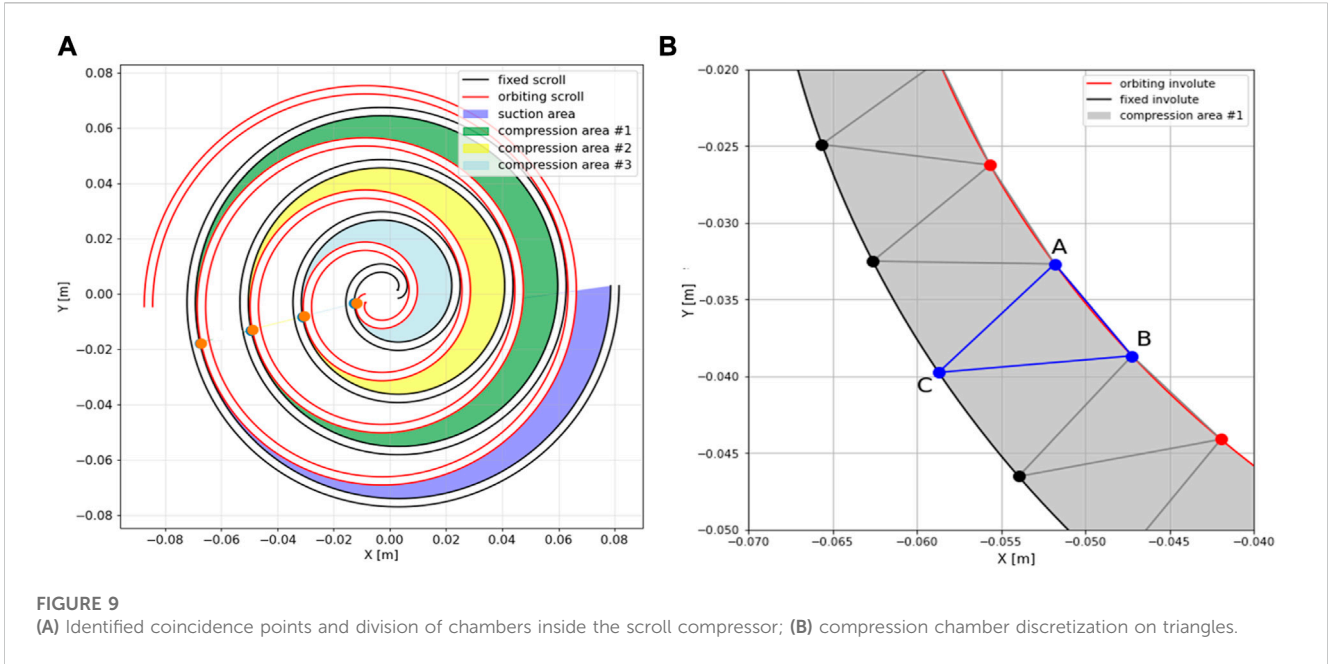 A
B
fixed scroll
orbiting scroll
suction area
compression area #1
compression area #2
compression area #3
0.08
0.06
0.04
0.02
0.00
−0.02
−0.04
−0.06
−0.08
Y [m]
−0.08 −0.06 −0.04 −0.02 0.00 0.02 0.04 0.06 0.08
X [m]
orbiting involute
fixed involute
compression area #1
−0.020
−0.025
−0.030
−0.035
−0.040
−0.045
−0.050
Y [m]
A
B
C
−0.070 −0.065 −0.060 −0.055 −0.050 −0.045 −0.040
X [m]
FIGURE 9
(A) Identified coincidence points and division of chambers inside the scroll compressor; (B) compression chamber discretization on triangles.